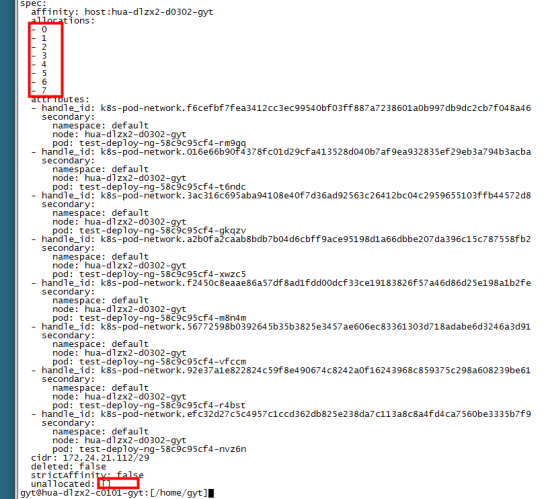 spec:
affinity: host:hua-dlzx2-d0302-gyt
allocations:
- 0
- 1
- 2
- 3
- 4
- 5
- 6
- 7
attributes:
- handle_id: k8s-pod-network.f6cefbf7fea3412cc3ec99540bf03ff887a7238601a0b997db9dc2cb7f048a46
secondary:
namespace: default
node: hua-dlzx2-d0302-gyt
pod: test-deploy-ng-58c9c95cf4-rm9gq
- handle_id: k8s-pod-network.016e66b90f4378fc01d29cfa413528d040b7af9ea932835ef29eb3a794b3acba
secondary:
namespace: default
node: hua-dlzx2-d0302-gyt
pod: test-deploy-ng-58c9c95cf4-t6ndc
- handle_id: k8s-pod-network.3ac316c695aba94108e40f7d36ad92563c26412bc04c2959655103ffb44572d8
secondary:
namespace: default
node: hua-dlzx2-d0302-gyt
pod: test-deploy-ng-58c9c95cf4-gkqzv
- handle_id: k8s-pod-network.a2b0fa2caab8bdb7b04d6cbff9ace95198d1a66dbbe207da396c15c787558fb2
secondary:
namespace: default
node: hua-dlzx2-d0302-gyt
pod: test-deploy-ng-58c9c95cf4-xwzc5
- handle_id: k8s-pod-network.f2450c8eaae86a57df8ad1fdd00dcf33ce19183826f57a46d86d25e198a1b2fe
secondary:
namespace: default
node: hua-dlzx2-d0302-gyt
pod: test-deploy-ng-58c9c95cf4-m8n4m
- handle_id: k8s-pod-network.56772598b0392645b35b3825e3457ae606ec83361303d718adabe6d3246a3d91
secondary:
namespace: default
node: hua-dlzx2-d0302-gyt
pod: test-deploy-ng-58c9c95cf4-vfccm
- handle_id: k8s-pod-network.92e37a1e822824c59f8e490674c8242a0f16243968c859375c298a608239be61
secondary:
namespace: default
node: hua-dlzx2-d0302-gyt
pod: test-deploy-ng-58c9c95cf4-r4bst
- handle_id: k8s-pod-network.efc32d27c5c4957c1ccd362db825e238da7c113a8c8a4fd4ca7560be3335b7f9
secondary:
namespace: default
node: hua-dlzx2-d0302-gyt
pod: test-deploy-ng-58c9c95cf4-nvz6n
cidr: 172.24.21.112/29
deleted: false
strictAffinity: false
unallocated: []
gyt@hua-dlzx2-c0101-gyt:[/home/gyt]